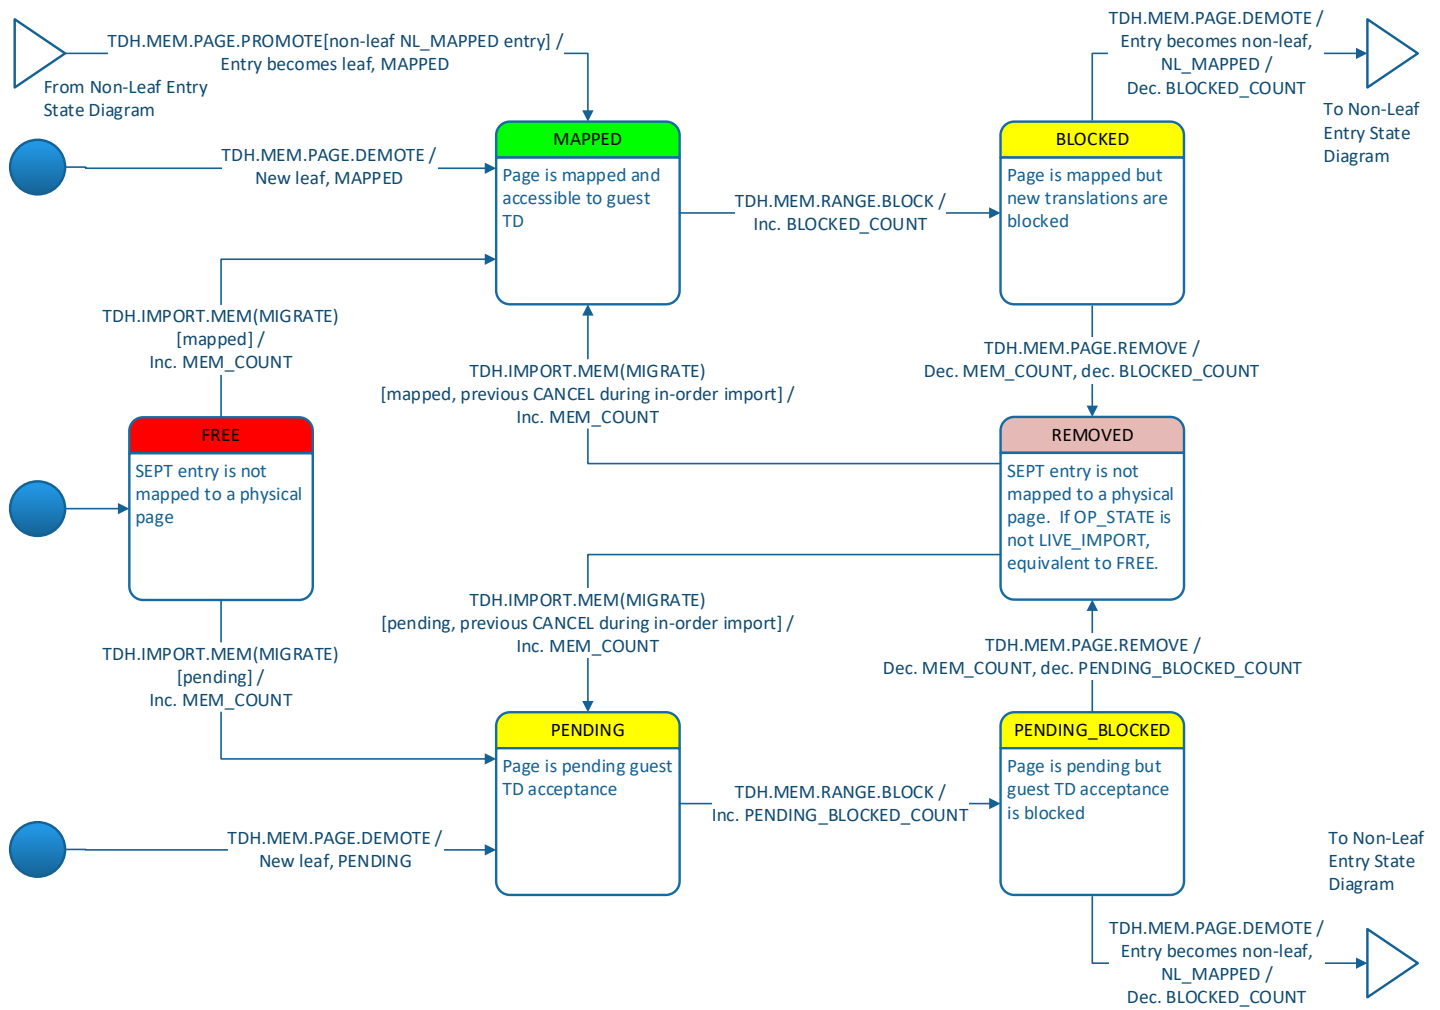 TDH.MEM.PAGE.PROMOTE[non-leaf NL_MAPPED entry] /
Entry becomes leaf, MAPPED
From Non-Leaf Entry
State Diagram
TDH.MEM.PAGE.DEMOTE /
Entry becomes non-leaf,
NL_MAPPED /
Dec. BLOCKED_COUNT
To Non-Leaf
Entry State
Diagram
TDH.MEM.PAGE.DEMOTE /
New leaf, MAPPED
MAPPED
Page is mapped and
accessible to guest
TD
TDH.MEM.RANGE.BLOCK /
Inc. BLOCKED_COUNT
BLOCKED
Page is mapped but
new translations are
blocked
TDH.IMPORT.MEM(MIGRATE)
[mapped] /
Inc. MEM_COUNT
TDH.IMPORT.MEM(MIGRATE)
[mapped, previous CANCEL during in-order import] /
Inc. MEM_COUNT
TDH.MEM.PAGE.REMOVE /
Dec. MEM_COUNT, dec. BLOCKED_COUNT
FREE
SEPT entry is not
mapped to a physical
page
REMOVED
SEPT entry is not
mapped to a physical
page.  If OP_STATE is
not LIVE_IMPORT,
equivalent to FREE.
TDH.IMPORT.MEM(MIGRATE)
[pending] /
Inc. MEM_COUNT
TDH.IMPORT.MEM(MIGRATE)
[pending, previous CANCEL during in-order import] /
Inc. MEM_COUNT
TDH.MEM.PAGE.REMOVE /
Dec. MEM_COUNT, dec. PENDING_BLOCKED_COUNT
PENDING
Page is pending guest
TD acceptance
TDH.MEM.RANGE.BLOCK /
Inc. PENDING_BLOCKED_COUNT
PENDING_BLOCKED
Page is pending but
guest TD acceptance
is blocked
TDH.MEM.PAGE.DEMOTE /
New leaf, PENDING
To Non-Leaf
Entry State
Diagram
TDH.MEM.PAGE.DEMOTE /
Entry becomes non-leaf,
NL_MAPPED /
Dec. BLOCKED_COUNT